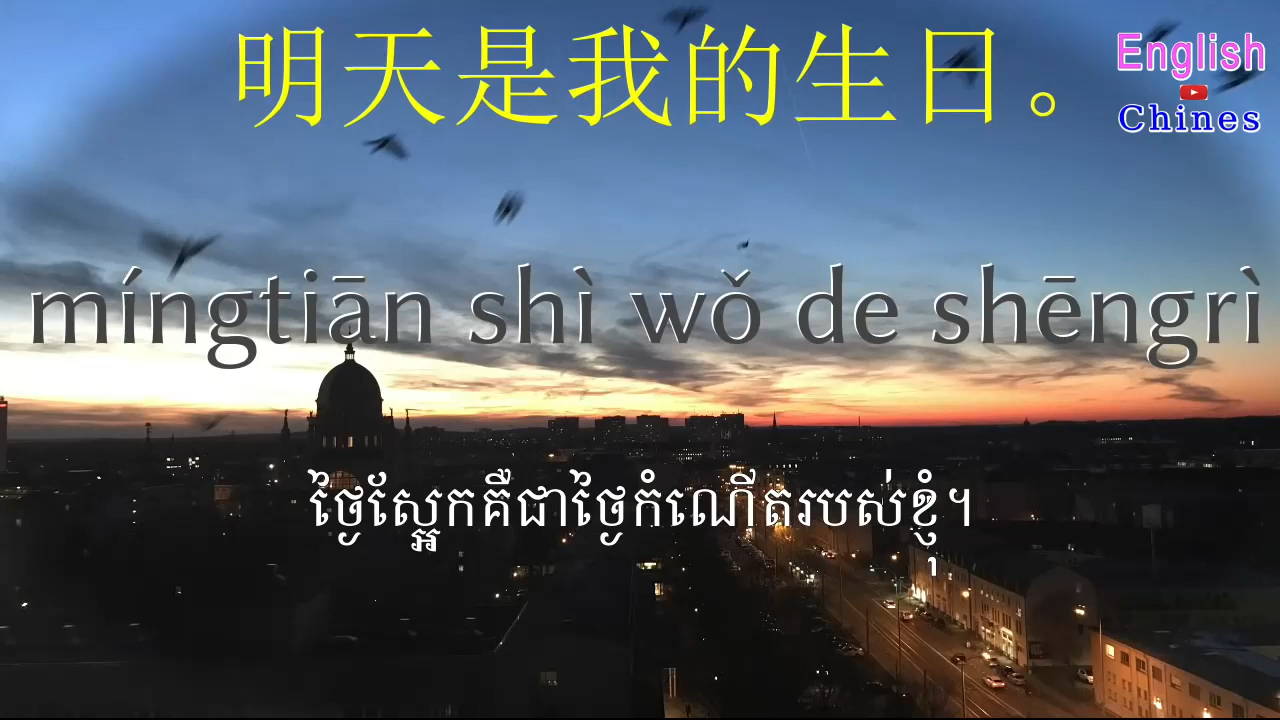 明天是我的生日。
English
Chines
míngtiān shì wǒ de shēngrì
ថ្ងៃស្អែកគឺជាថ្ងៃកំណើតរបស់ខ្ញុំ។